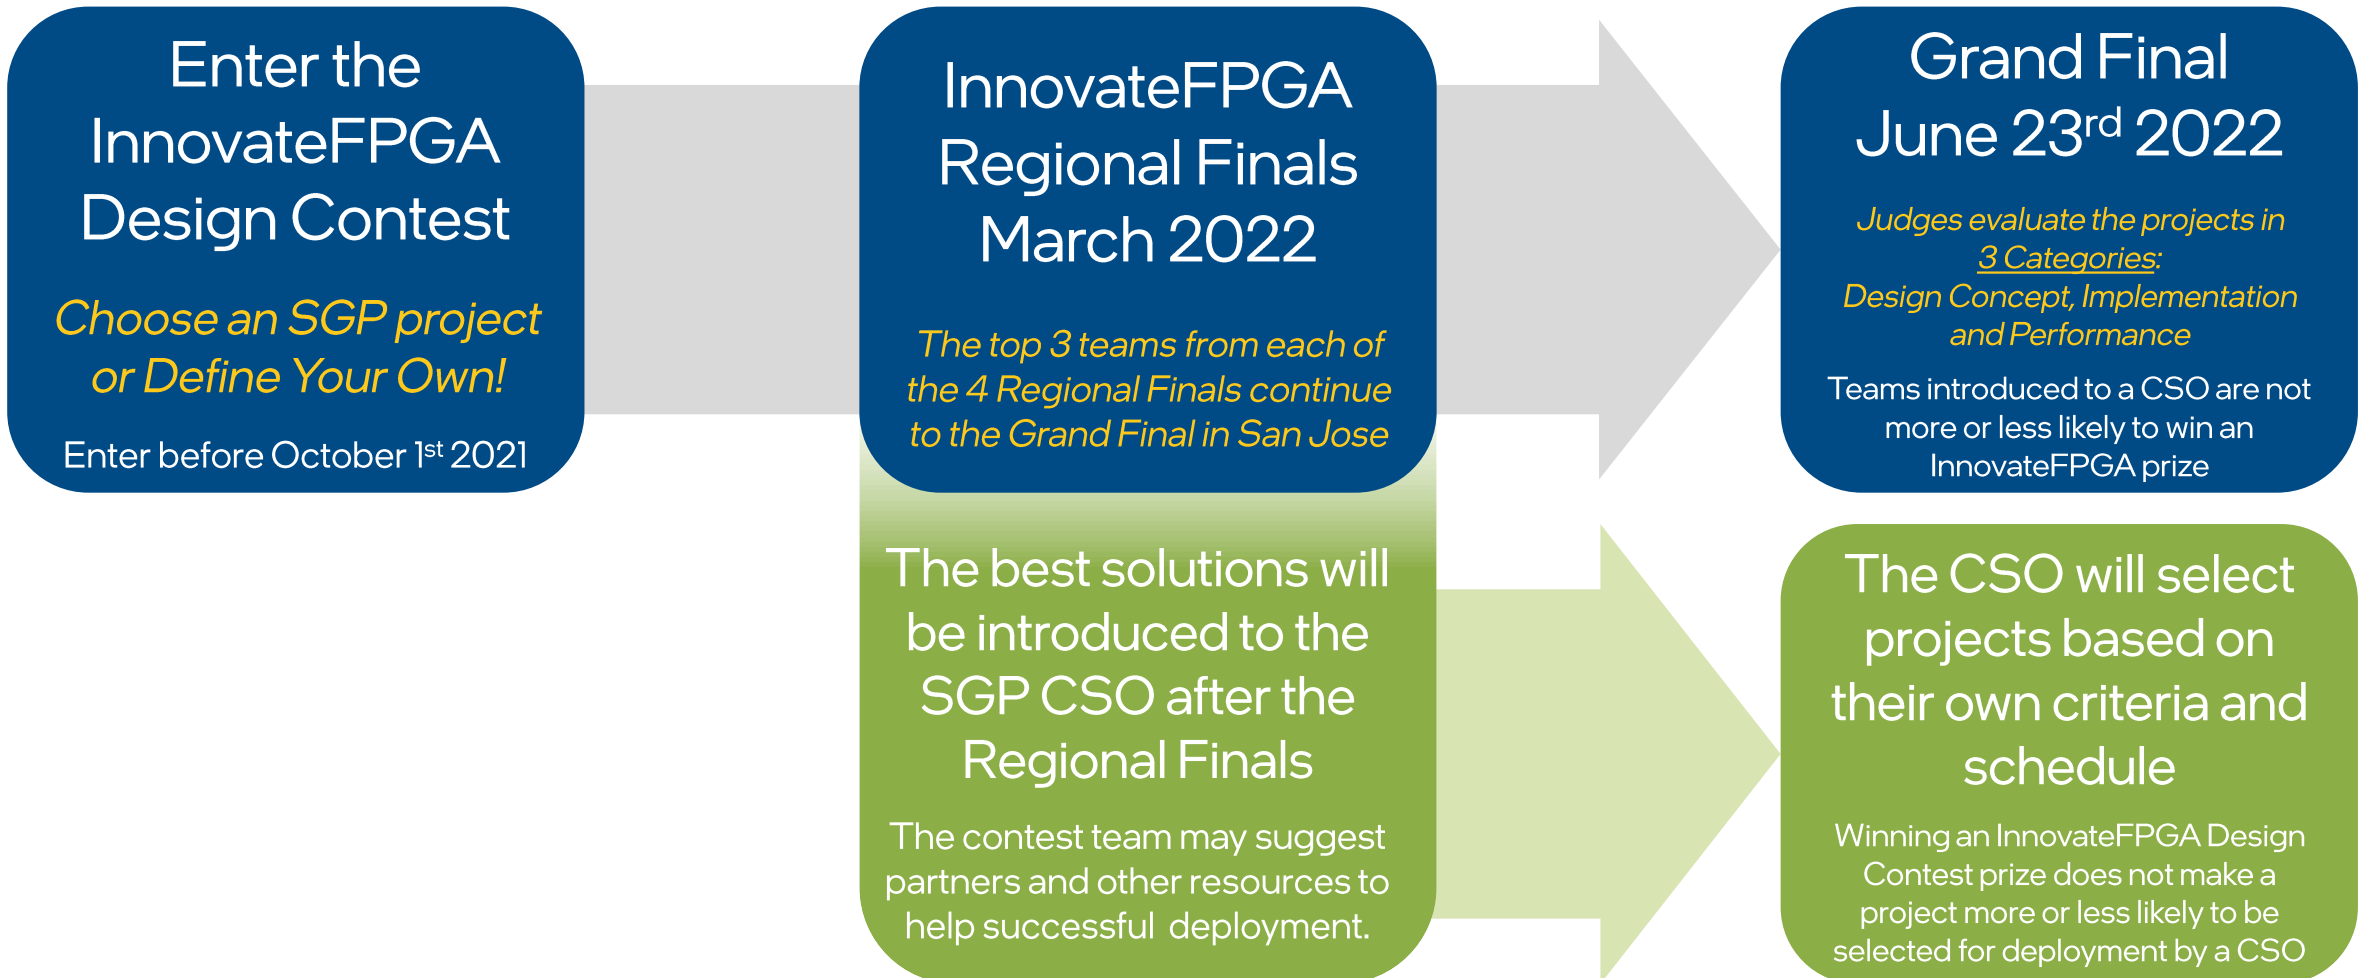 Enter the
InnovateFPGA
Design Contest
Choose an SGP project
or Define Your Own!
Enter before October 1st 2021
InnovateFPGA
Regional Finals
March 2022
The top 3 teams from each of
the 4 Regional Finals continue
to the Grand Final in San Jose
The best solutions will
be introduced to the
SGP CSO after the
Regional Finals
The contest team may suggest
partners and other resources to
help successful deployment.
Grand Final
June 23rd 2022
Judges evaluate the projects in
3 Categories:
Design Concept, Implementation
and Performance
Teams introduced to a CSO are not
more or less likely to win an
InnovateFPGA prize
The CSO will select
projects based on
their own criteria and
schedule
Winning an InnovateFPGA Design
Contest prize does not make a
project more or less likely to be
selected for deployment by a CSO